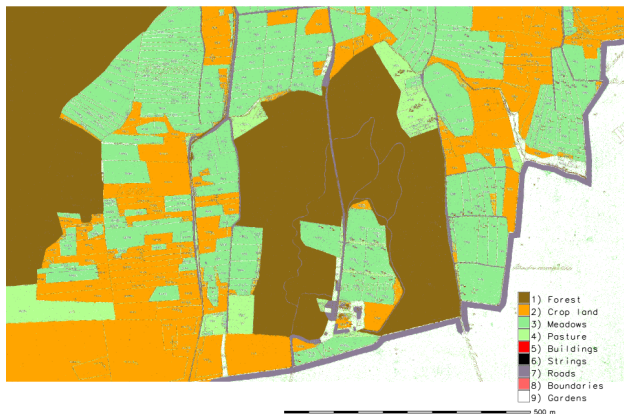 1) Forest
2) Crop land
3) Meadows
4) Pasture
5) Buildings
6) Strings
7) Roads
8) Boundaries
9) Gardens
500 m